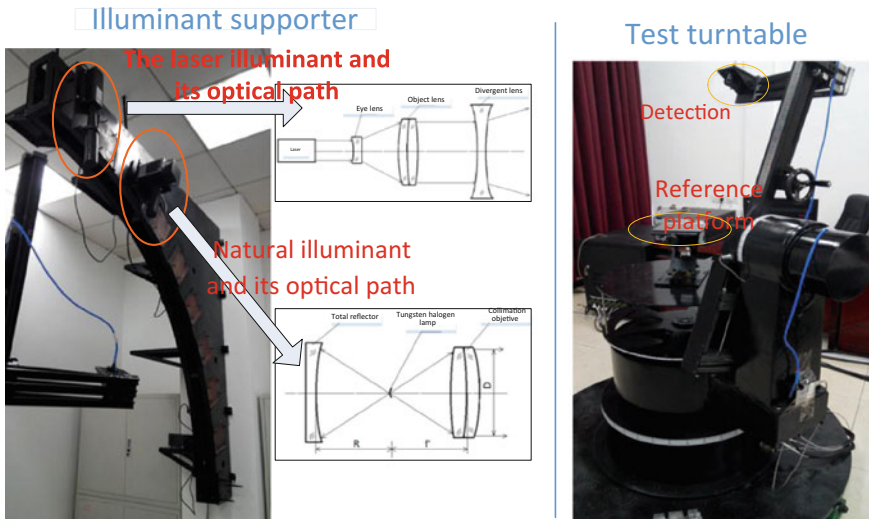 Illuminant supporter
The laser illuminant and
its optical path
Eye lens
Object lens
Divergent lens
Laser
Natural illuminant
and its optical path
Total reflector
Tungsten halogen
lamp
Collimation
objetive
D
R
f'
Test turntable
Detection
Reference
platform